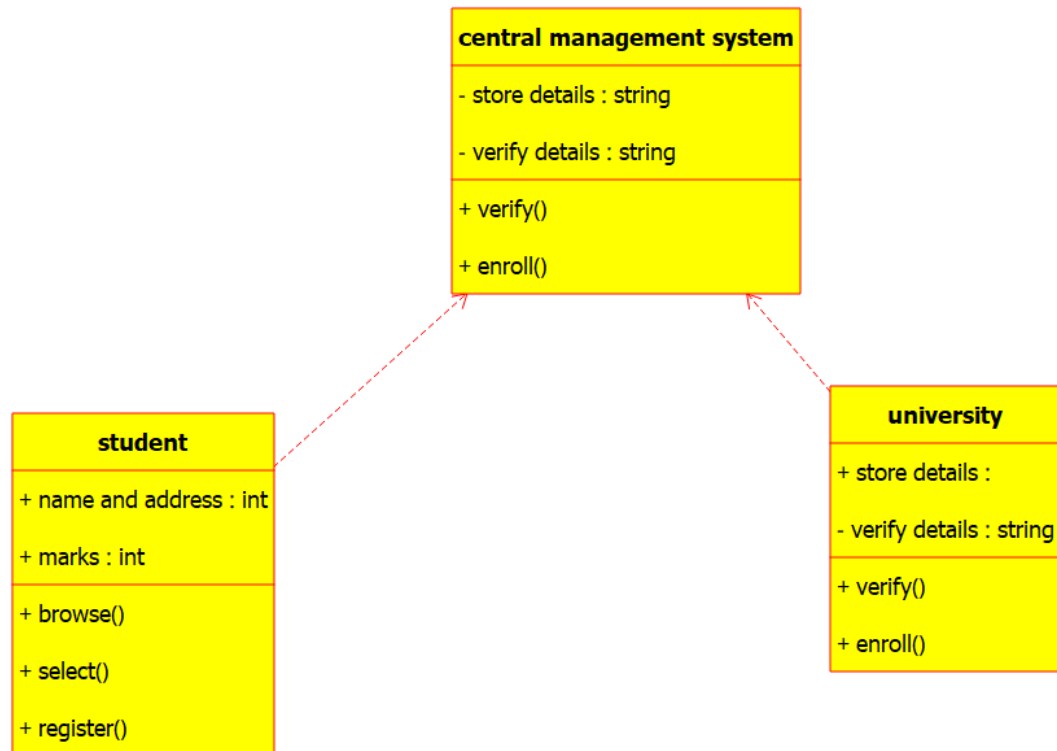 central management system
- store details : string
- verify details : string
+ verify()
+ enroll()
student
+ name and address : int
+ marks : int
+ browse()
+ select()
+ register()
university
+ store details :
- verify details : string
+ verify()
+ enroll()